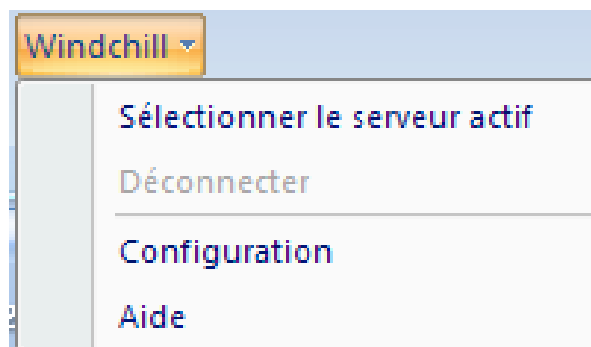 Windchill
Sélectionner le serveur actif
Déconnecter
Configuration
Aide